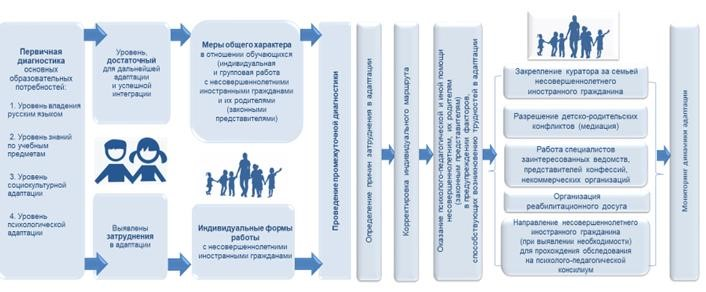 Первичная
диагностика
основных
образовательных
потребностей:
1. Уровень владения
русским языком
2. Уровень знаний
по учебным
предметам
3. Уровень
социокультурной
адаптации
4. Уровень
психологической
адаптации
Уровень,
достаточный
для дальнейшей
адаптации
и успешной
интеграции
Выявлены
затруднения
в адаптации
Меры общего характера
в отношении обучающихся
(индивидуальная
и групповая работа
с несовершеннолетними
иностранными гражданами
и их родителями
(законными
представителями)
Индивидуальные формы
работы
с несовершеннолетними
иностранными гражданами
Проведение промежуточной диагностики
Определение причин затруднения в адаптации
Корректировка индивидуального маршрута
Оказание психолого-педагогической и иной помощи
несовершеннолетним, их родителям
(законным представителям)
в предупреждении факторов,
способствующих возникновению трудностей в адаптации
Закрепление куратора за семьей
несовершеннолетнего
иностранного гражданина
Разрешение детско-родительских
конфликтов (медиация)
Работа специалистов
заинтересованных ведомств,
представителей конфессий,
некоммерческих организаций
Организация
реабилитационного досуга
Направление несовершеннолетнего
иностранного гражданина
(при выявлении необходимости)
для прохождения обследования
на психолого-педагогической
консилиум
Мониторинг динамики адаптации